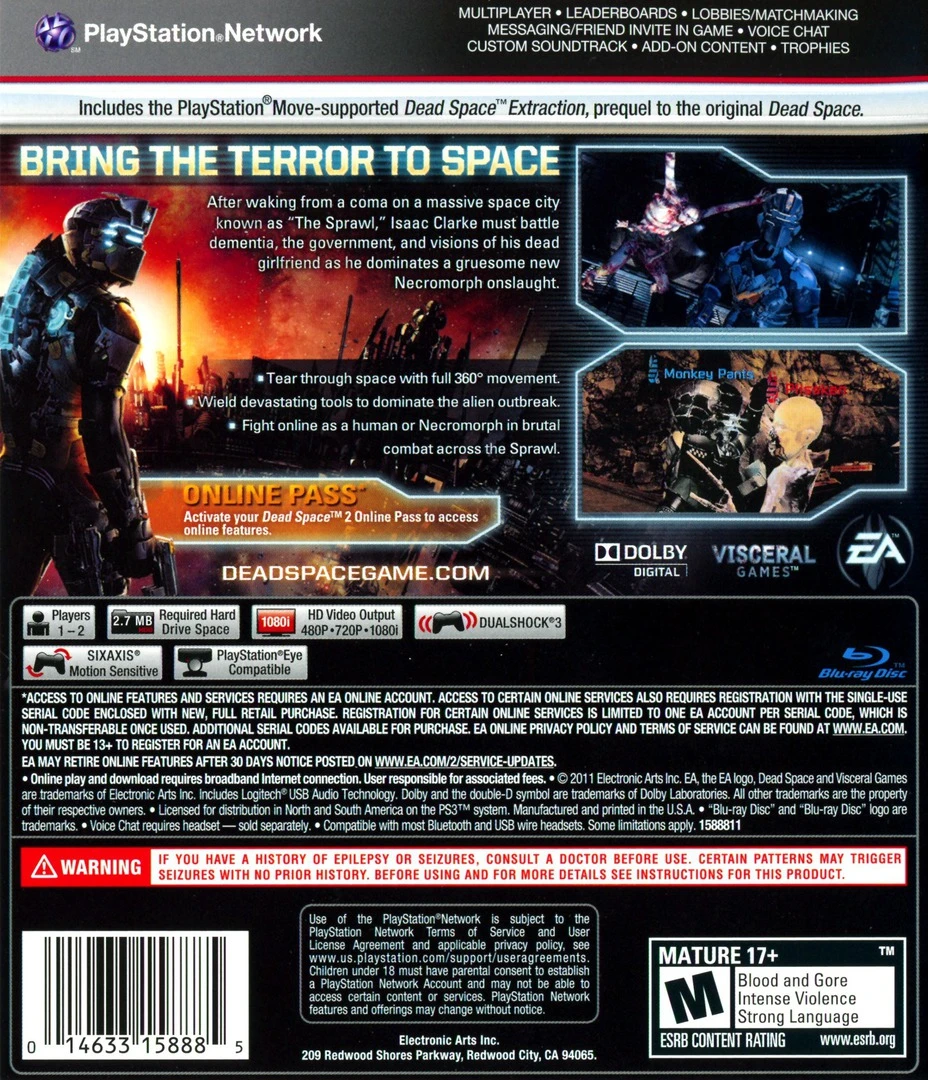 PlayStation®Network
SM
MULTIPLAYER • LEADERBOARDS • LOBBIES/MATCHMAKING
MESSAGING/FRIEND INVITE IN GAME • VOICE CHAT
CUSTOM SOUNDTRACK • ADD-ON CONTENT • TROPHIES
Includes the PlayStation®Move-supported Dead Space™ Extraction, prequel to the original Dead Space.
BRING THE TERROR TO SPACE
After waking from a coma on a massive space city
known as “The Sprawl,” Isaac Clarke must battle
dementia, the government, and visions of his dead
girlfriend as he dominates a gruesome new
Necromorph onslaught.
▪ Tear through space with full 360° movement.
▪ Wield devastating tools to dominate the alien outbreak.
▪ Fight online as a human or Necromorph in brutal
combat across the Sprawl.
Monkey Pants
ONLINE PASS™
Activate your Dead Space™ 2 Online Pass to access
online features.
DEADSPACEGAME.COM
DOLBY
DIGITAL
VISCERAL
GAMES™
EA™
Players
1 – 2
2.7 MB
Required Hard
Drive Space
1080i
HD Video Output
480P•720P•1080i
DUALSHOCK®3
SIXAXIS®
Motion Sensitive
PlayStation®Eye
Compatible
Blu-ray Disc™
*ACCESS TO ONLINE FEATURES AND SERVICES REQUIRES AN EA ONLINE ACCOUNT. ACCESS TO CERTAIN ONLINE SERVICES ALSO REQUIRES REGISTRATION WITH THE SINGLE-USE
SERIAL CODE ENCLOSED WITH NEW, FULL RETAIL PURCHASE. REGISTRATION FOR CERTAIN ONLINE SERVICES IS LIMITED TO ONE EA ACCOUNT PER SERIAL CODE, WHICH IS
NON-TRANSFERABLE ONCE USED. ADDITIONAL SERIAL CODES AVAILABLE FOR PURCHASE. EA ONLINE PRIVACY POLICY AND TERMS OF SERVICE CAN BE FOUND AT WWW.EA.COM.
YOU MUST BE 13+ TO REGISTER FOR AN EA ACCOUNT.
EA MAY RETIRE ONLINE FEATURES AFTER 30 DAYS NOTICE POSTED ON WWW.EA.COM/2/SERVICE-UPDATES.
• Online play and download requires broadband Internet connection. User responsible for associated fees. • © 2011 Electronic Arts Inc. EA, the EA logo, Dead Space and Visceral Games
are trademarks of Electronic Arts Inc. Includes Logitech® USB Audio Technology. Dolby and the double-D symbol are trademarks of Dolby Laboratories. All other trademarks are the property
of their respective owners. • Licensed for distribution in North and South America on the PS3™ system. Manufactured and printed in the U.S.A. • “Blu-ray Disc” and “Blu-ray Disc” logo are
trademarks. • Voice Chat requires headset — sold separately. • Compatible with most Bluetooth and USB wire headsets. Some limitations apply. 1588811
WARNING
IF YOU HAVE A HISTORY OF EPILEPSY OR SEIZURES, CONSULT A DOCTOR BEFORE USE. CERTAIN PATTERNS MAY TRIGGER
SEIZURES WITH NO PRIOR HISTORY. BEFORE USING AND FOR MORE DETAILS SEE INSTRUCTIONS FOR THIS PRODUCT.
0 14633 15888 5
Use of the PlayStation®Network is subject to the
PlayStation Network Terms of Service and User
License Agreement and applicable privacy policy, see
www.us.playstation.com/support/useragreements.
Children under 18 must have parental consent to establish
a PlayStation Network Account and may not be able to
access certain content or services. PlayStation Network
features and offerings may change without notice.
Electronic Arts Inc.
209 Redwood Shores Parkway, Redwood City, CA 94065.
MATURE 17+ ™
M
Blood and Gore
Intense Violence
Strong Language
ESRB CONTENT RATING www.esrb.org